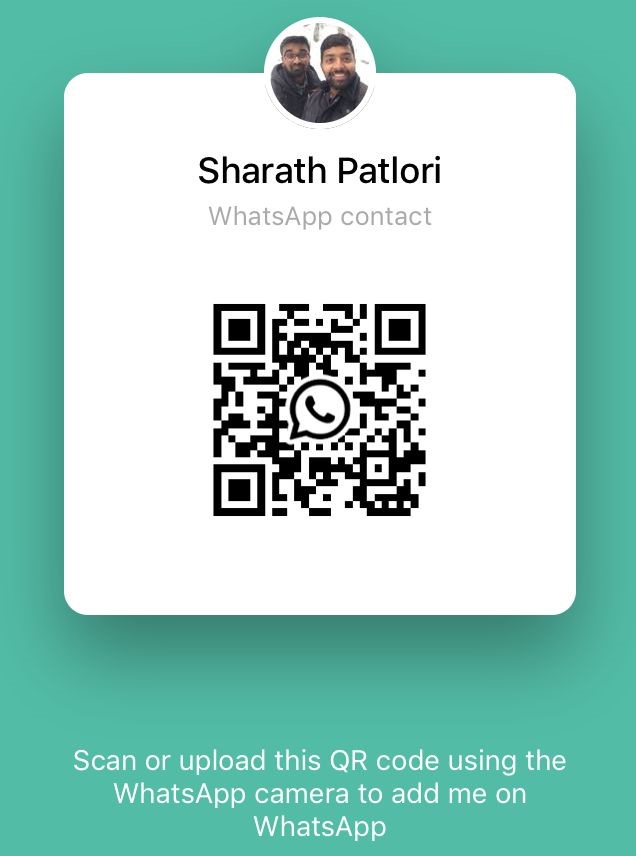 Sharath Patlori
WhatsApp contact
Scan or upload this QR code using the
WhatsApp camera to add me on
WhatsApp